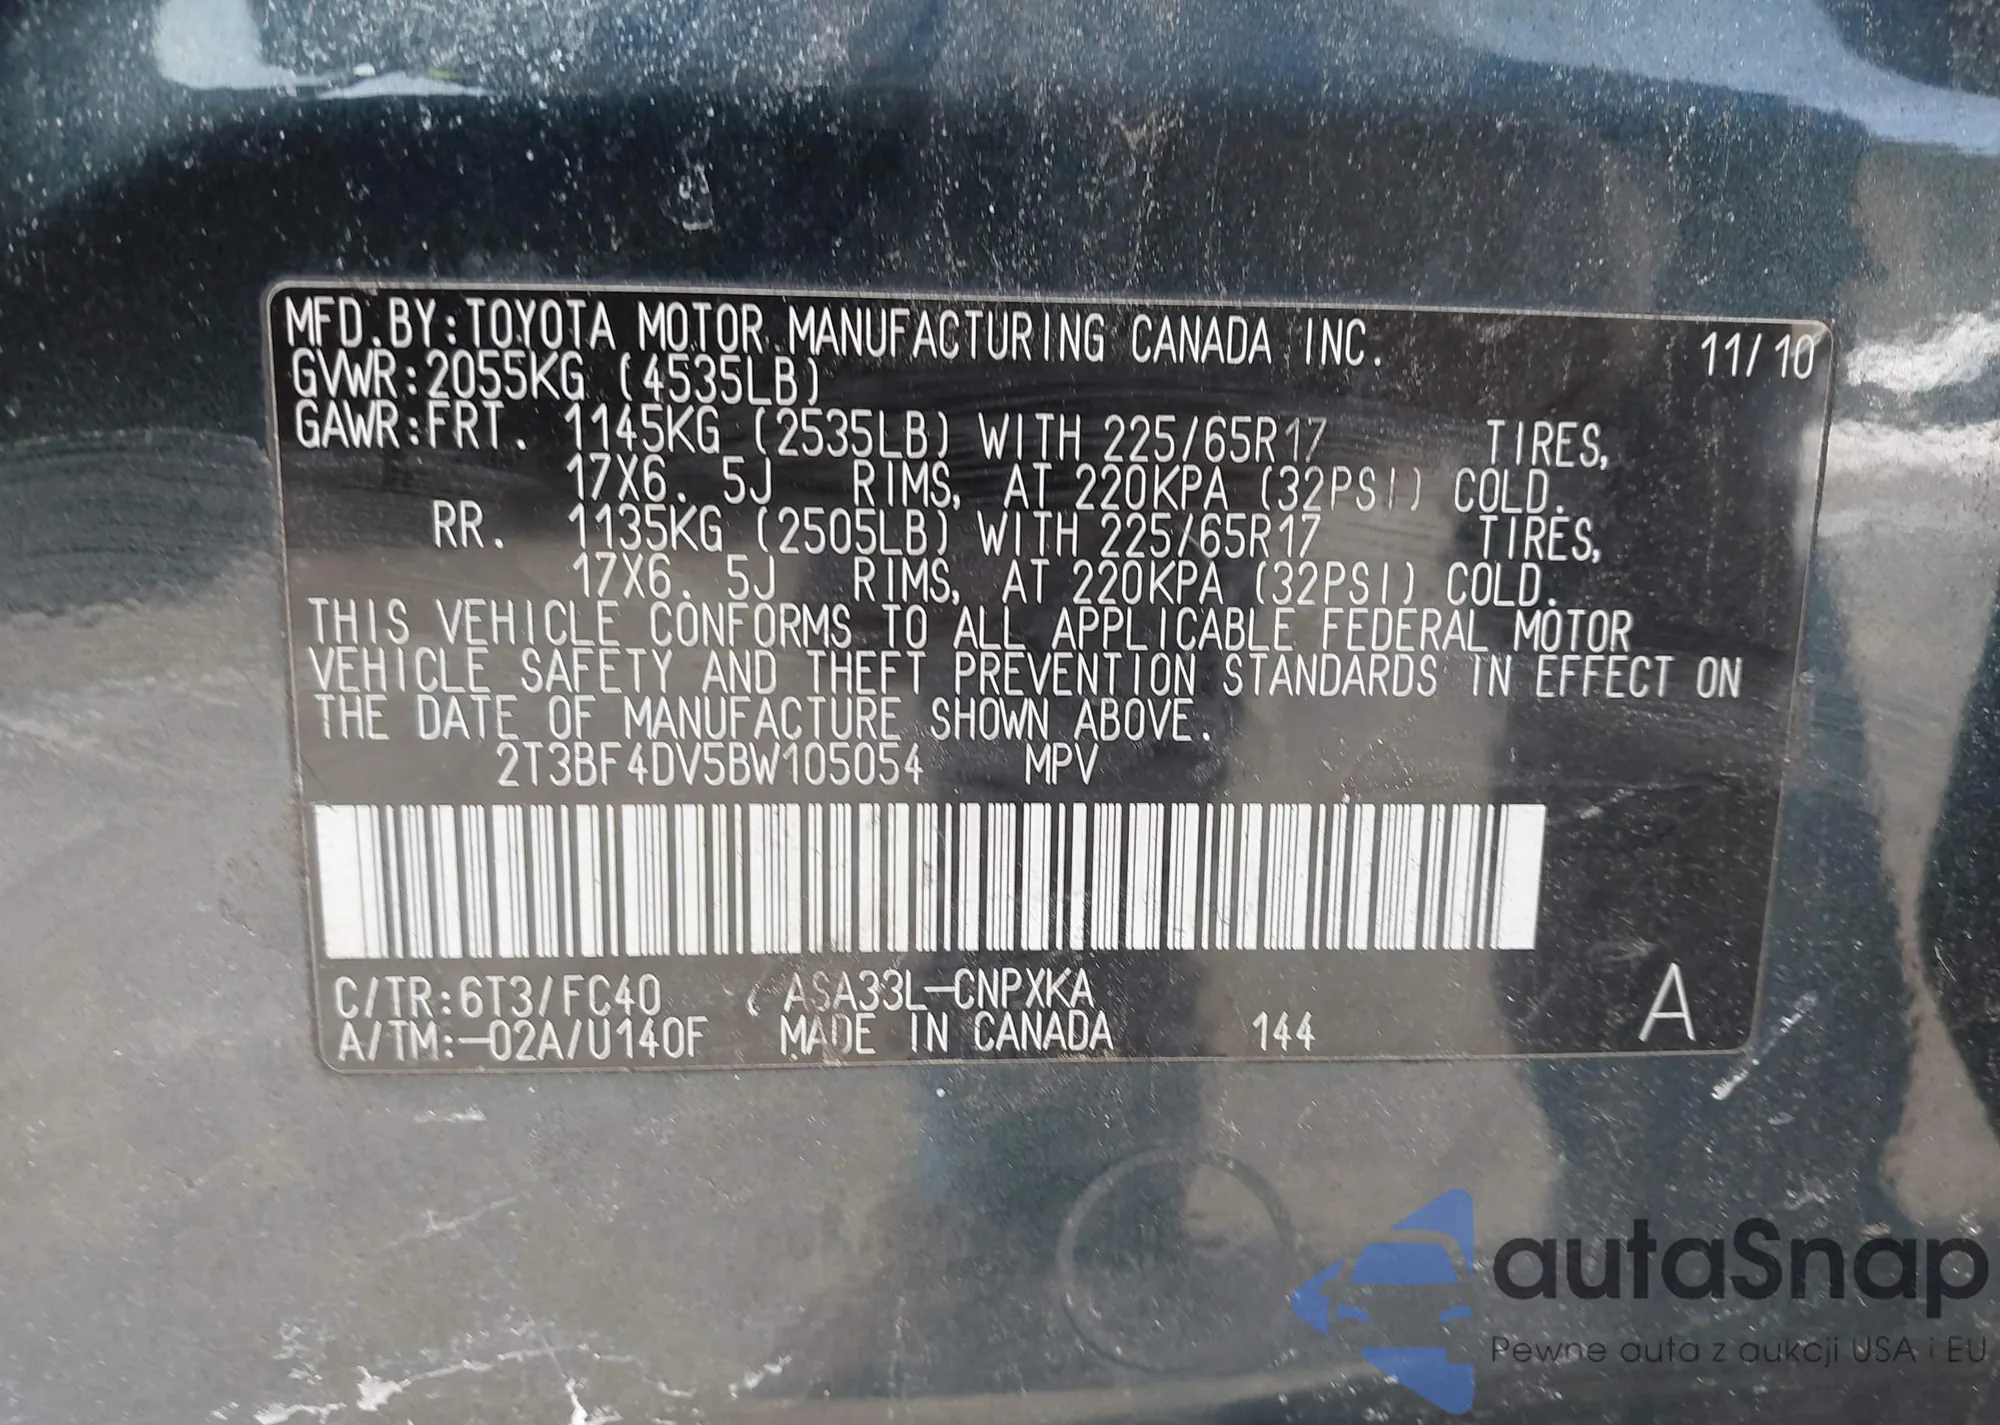 MFD.BY:TOYOTA MOTOR MANUFACTURING CANADA INC. 11/10
GVWR:2055KG (4535LB)
GAWR:FRT. 1145KG (2535LB) WITH 225/65R17 TIRES,
17X6.5J RIMS, AT 220KPA (32PSI) COLD.
RR. 1135KG (2505LB) WITH 225/65R17 TIRES,
17X6.5J RIMS, AT 220KPA (32PSI) COLD.
THIS VEHICLE CONFORMS TO ALL APPLICABLE FEDERAL MOTOR
VEHICLE SAFETY AND THEFT PREVENTION STANDARDS IN EFFECT ON
THE DATE OF MANUFACTURE SHOWN ABOVE.
2T3BF4DV5BW105054 MPV
C/TR:6T3/FC40 ASA33L-CNPXKA A
A/TM:-02A/U140F MADE IN CANADA 144
autaSnap
Pewne auta z aukcji USA i EU